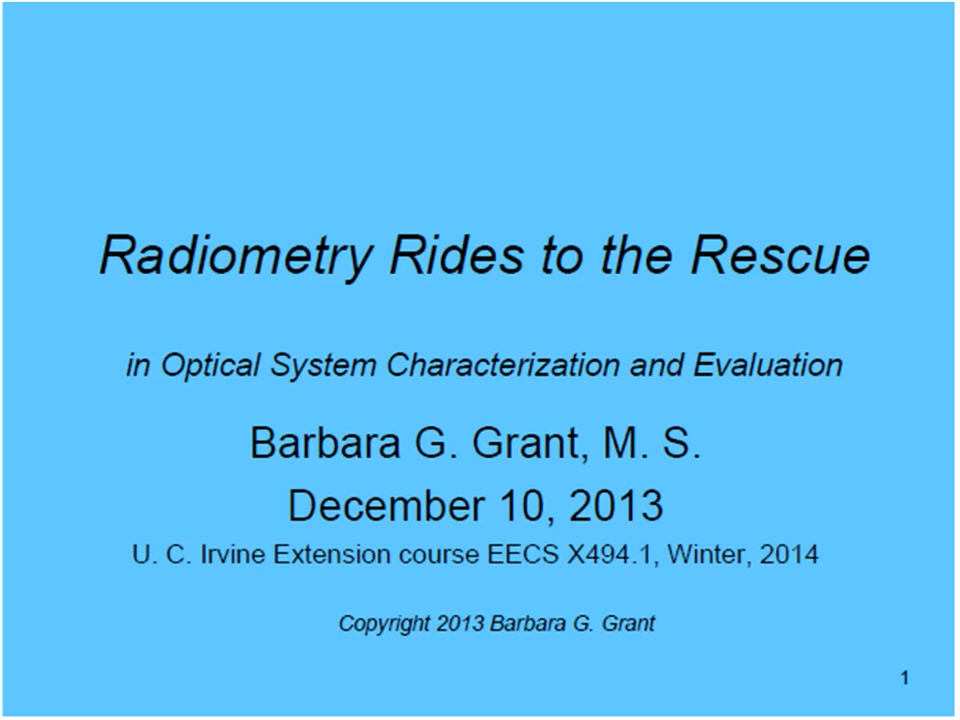 Radiometry Rides to the Rescue
in Optical System Characterization and Evaluation
Barbara G. Grant, M. S.
December 10, 2013
U. C. Irvine Extension course EECS X494.1, Winter, 2014
Copyright 2013 Barbara G. Grant
1